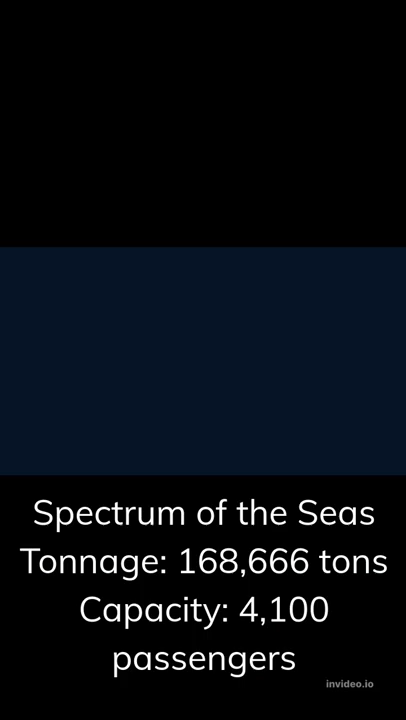 Spectrum of the Seas
Tonnage: 168,666 tons
Capacity: 4,100
passengers
invideo.io